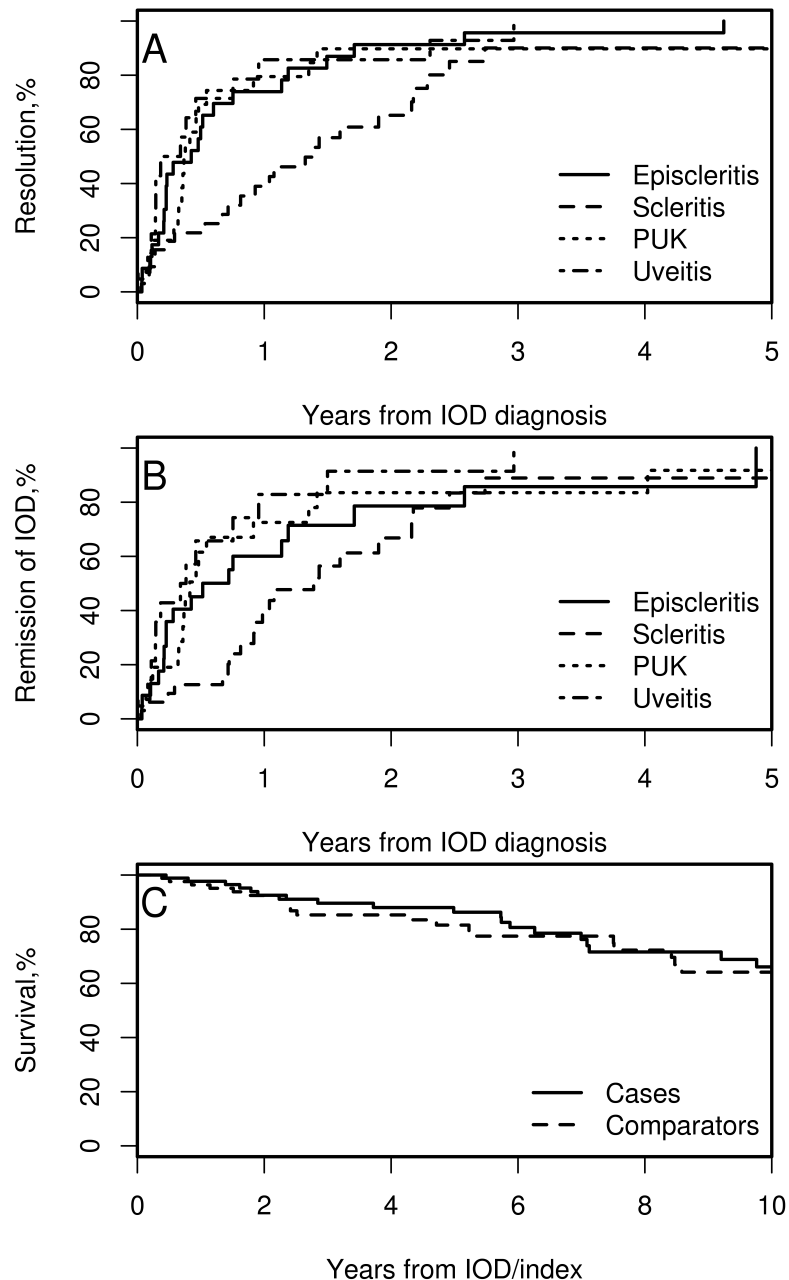 A
Resolution,%
80
60
40
20
0
Episcleritis
Scleritis
PUK
Uveitis
0 1 2 3 4 5
Years from IOD diagnosis
B
Remission of IOD,%
80
60
40
20
0
Episcleritis
Scleritis
PUK
Uveitis
0 1 2 3 4 5
Years from IOD diagnosis
C
Survival,%
80
60
40
20
0
Cases
Comparators
0 2 4 6 8 10
Years from IOD/index